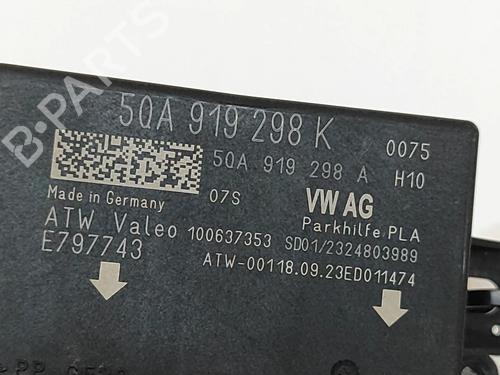 5QA 919 298 K
0075
5QA 919 298 A
H10
Made in Germany
07S
VW AG
ATW Valeo
100637353
Parkhilfe PLA
E797743
SD01/2324803989
ATW-00118.09.23ED011474
B-PARTS